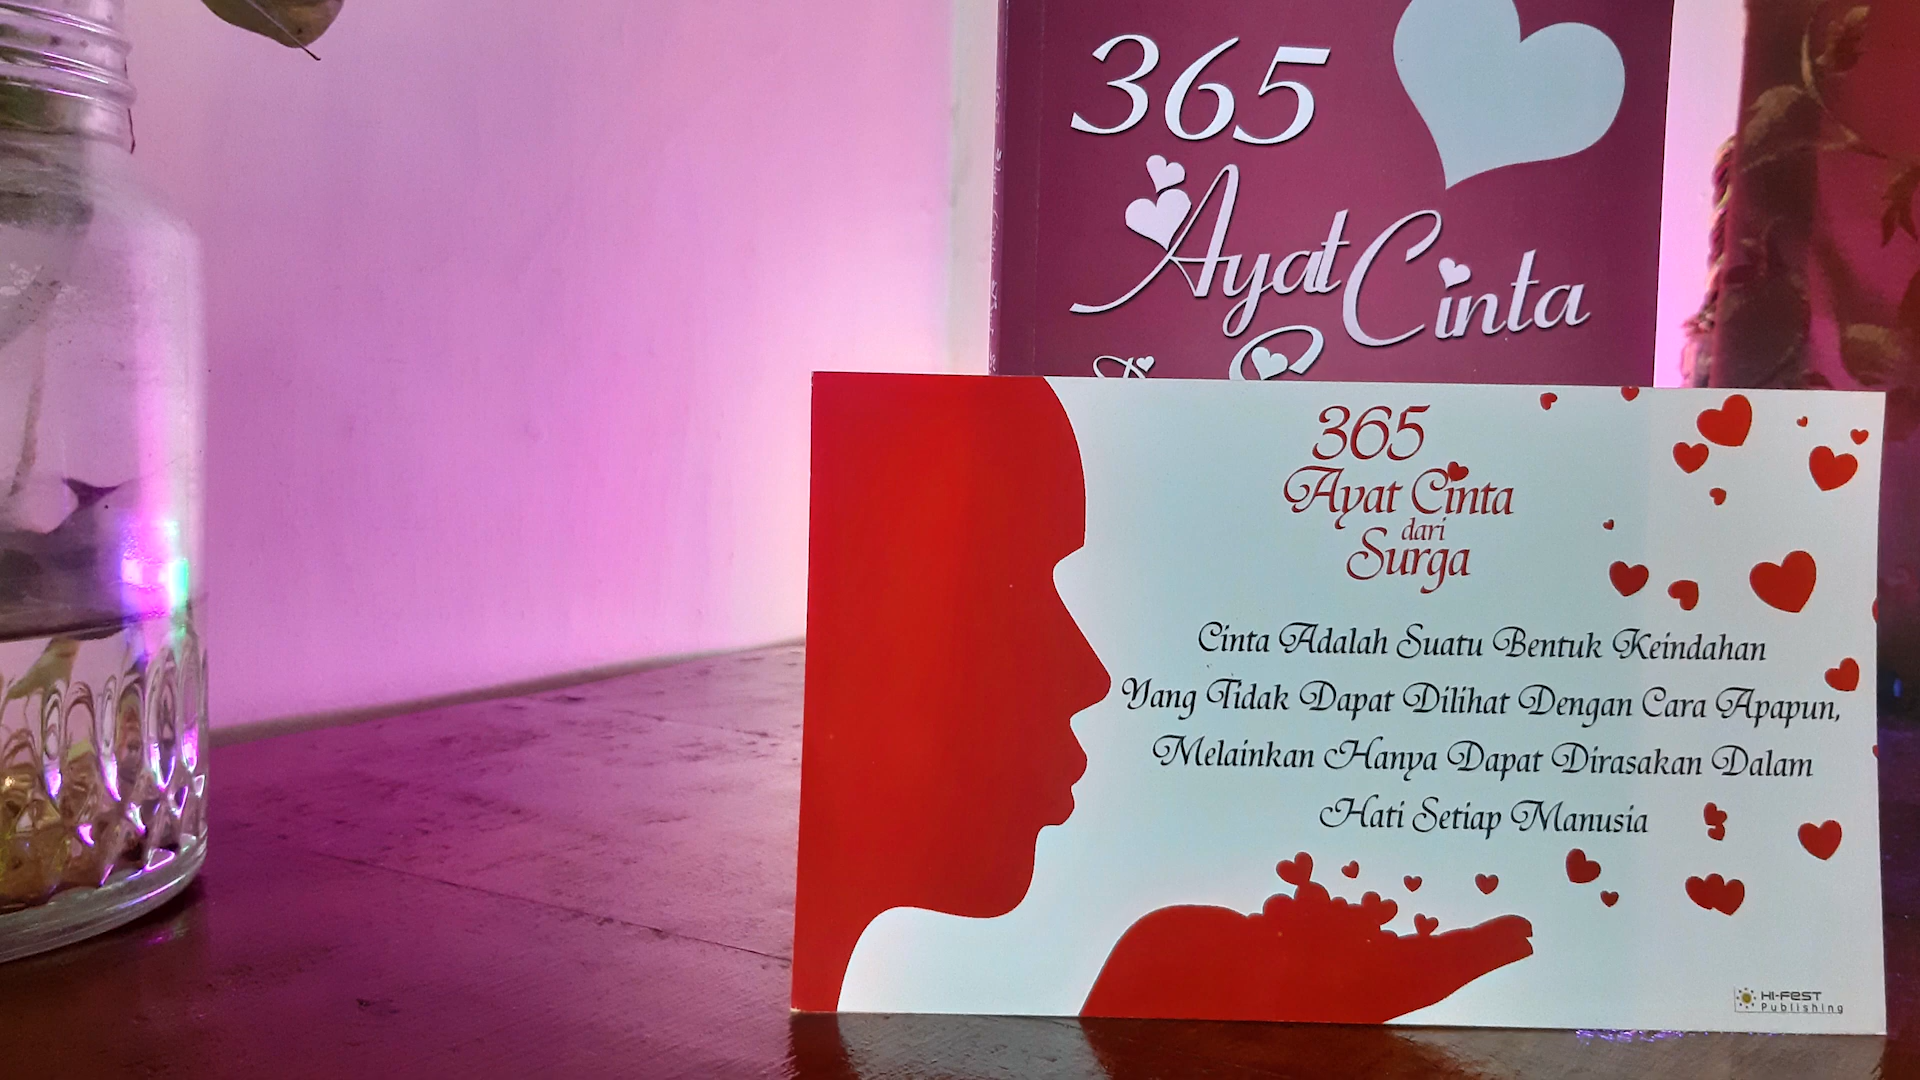 365
Ayat Cinta
365
Ayat Cinta
dari
Surga
Cinta Adalah Suatu Bentuk Keindahan
Yang Tidak Dapat Dilihat Dengan Cara Apapun,
Melainkan Hanya Dapat Dirasakan Dalam
Hati Setiap Manusia
HI-FEST
Publishing